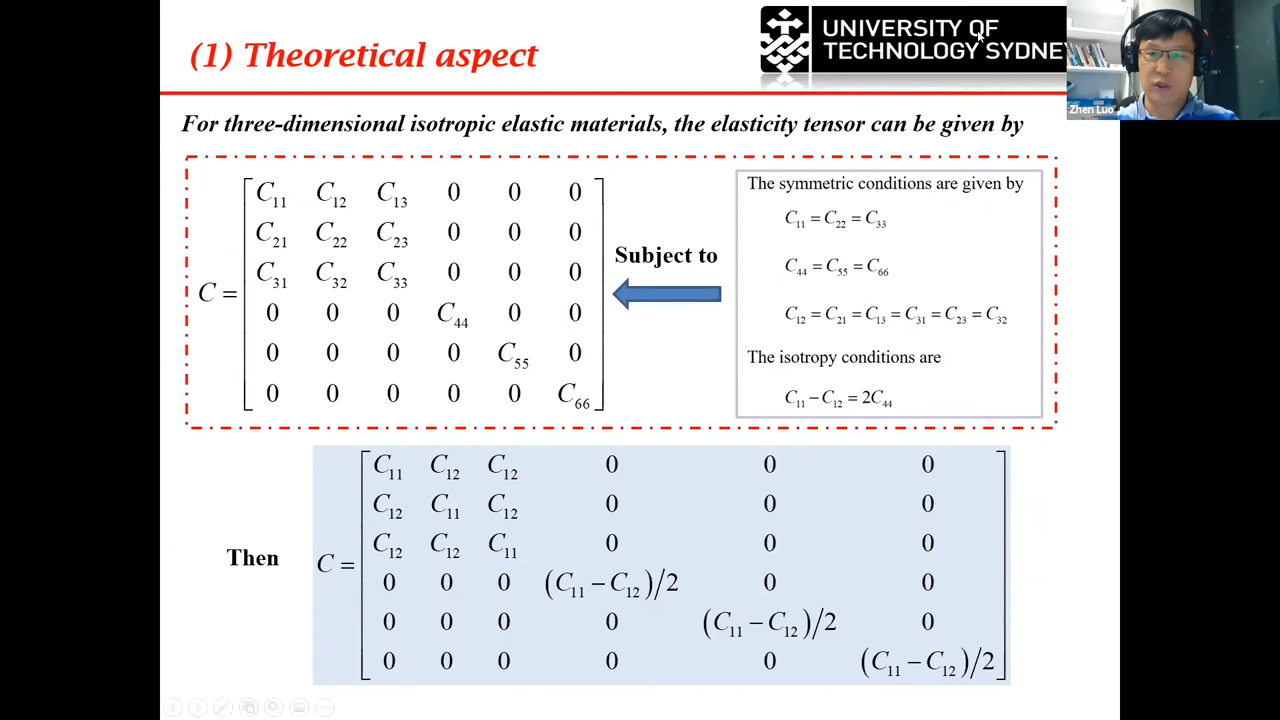 (1) Theoretical aspect
UNIVERSITY OF
TECHNOLOGY SYDNE
Zhen Luo
For three-dimensional isotropic elastic materials, the elasticity tensor can be given by
C =
C₁₁ C₁₂ C₁₃ 0 0 0
C₂₁ C₂₂ C₂₃ 0 0 0
C₃₁ C₃₂ C₃₃ 0 0 0
0 0 0 C₄₄ 0 0
0 0 0 0 C₅₅ 0
0 0 0 0 0 C₆₆
Subject to
The symmetric conditions are given by
C₁₁ = C₂₂ = C₃₃
C₄₄ = C₅₅ = C₆₆
C₁₂ = C₂₁ = C₁₃ = C₃₁ = C₂₃ = C₃₂
The isotropy conditions are
C₁₁ − C₁₂ = 2C₄₄
Then
C =
C₁₁ C₁₂ C₁₂ 0 0 0
C₁₂ C₁₁ C₁₂ 0 0 0
C₁₂ C₁₂ C₁₁ 0 0 0
0 0 0 (C₁₁ − C₁₂)/2 0 0
0 0 0 0 (C₁₁ − C₁₂)/2 0
0 0 0 0 0 (C₁₁ − C₁₂)/2